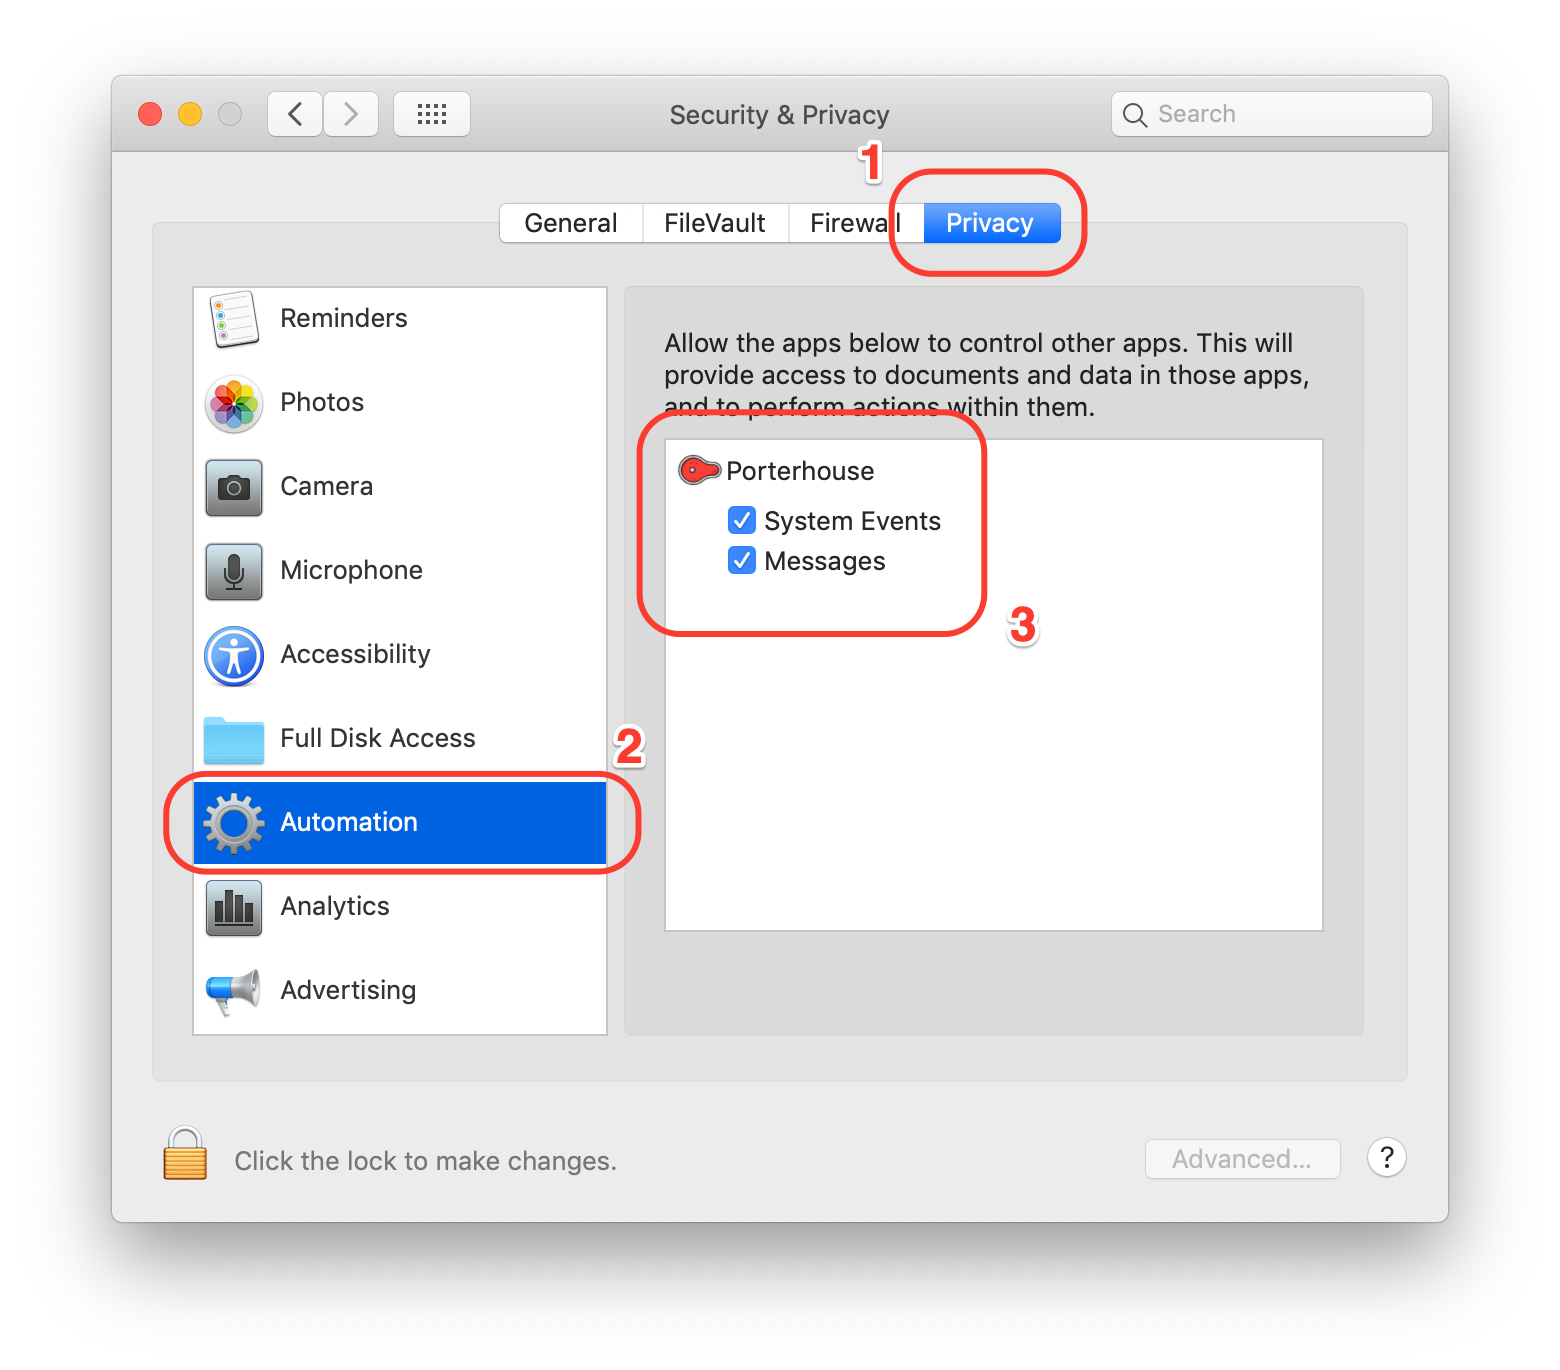 Security & Privacy
Search
1
General
FileVault
Firewall
Privacy
Reminders
Photos
Camera
Microphone
Accessibility
Full Disk Access
2
Automation
Analytics
Advertising
Allow the apps below to control other apps. This will
provide access to documents and data in those apps,
and to perform actions within them.
Porterhouse
System Events
Messages
3
Click the lock to make changes.
Advanced...
?